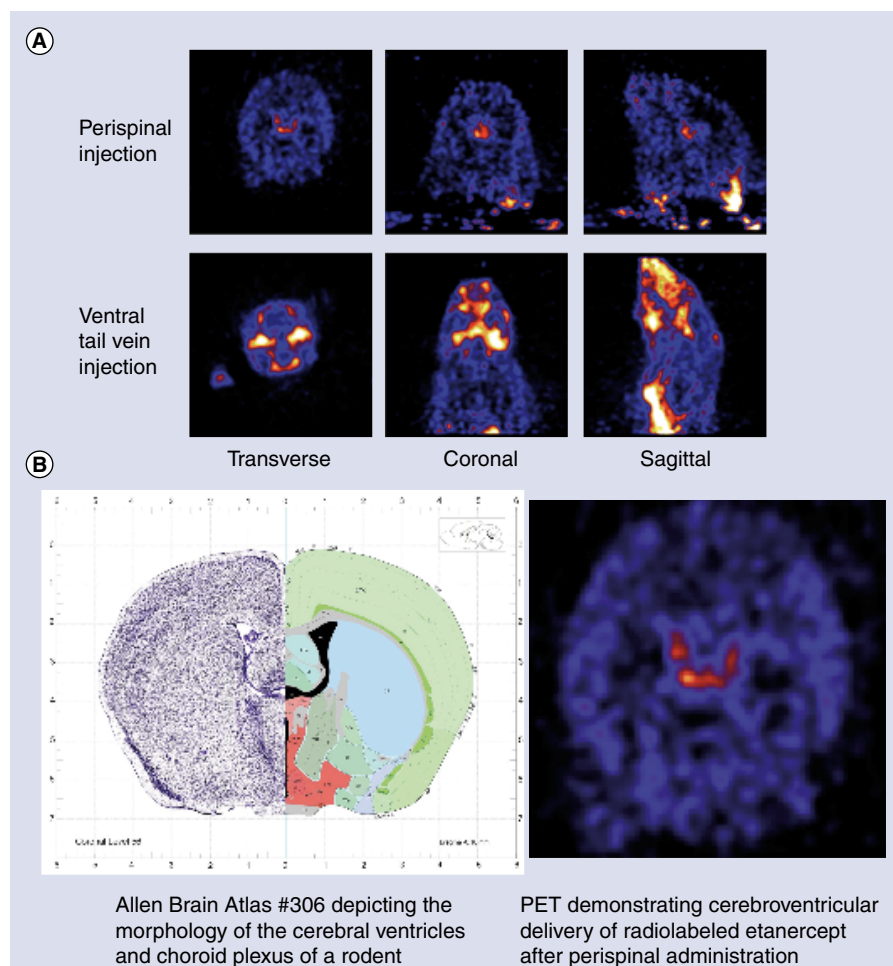 A
Perispinal
injection
Ventral
tail vein
injection
Transverse
Coronal
Sagittal
B
Allen Brain Atlas #306 depicting the
morphology of the cerebral ventricles
and choroid plexus of a rodent
PET demonstrating cerebroventricular
delivery of radiolabeled etanercept
after perispinal administration